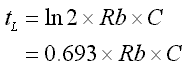 t_L = ln 2 × Rb × C
= 0.693 × Rb × C